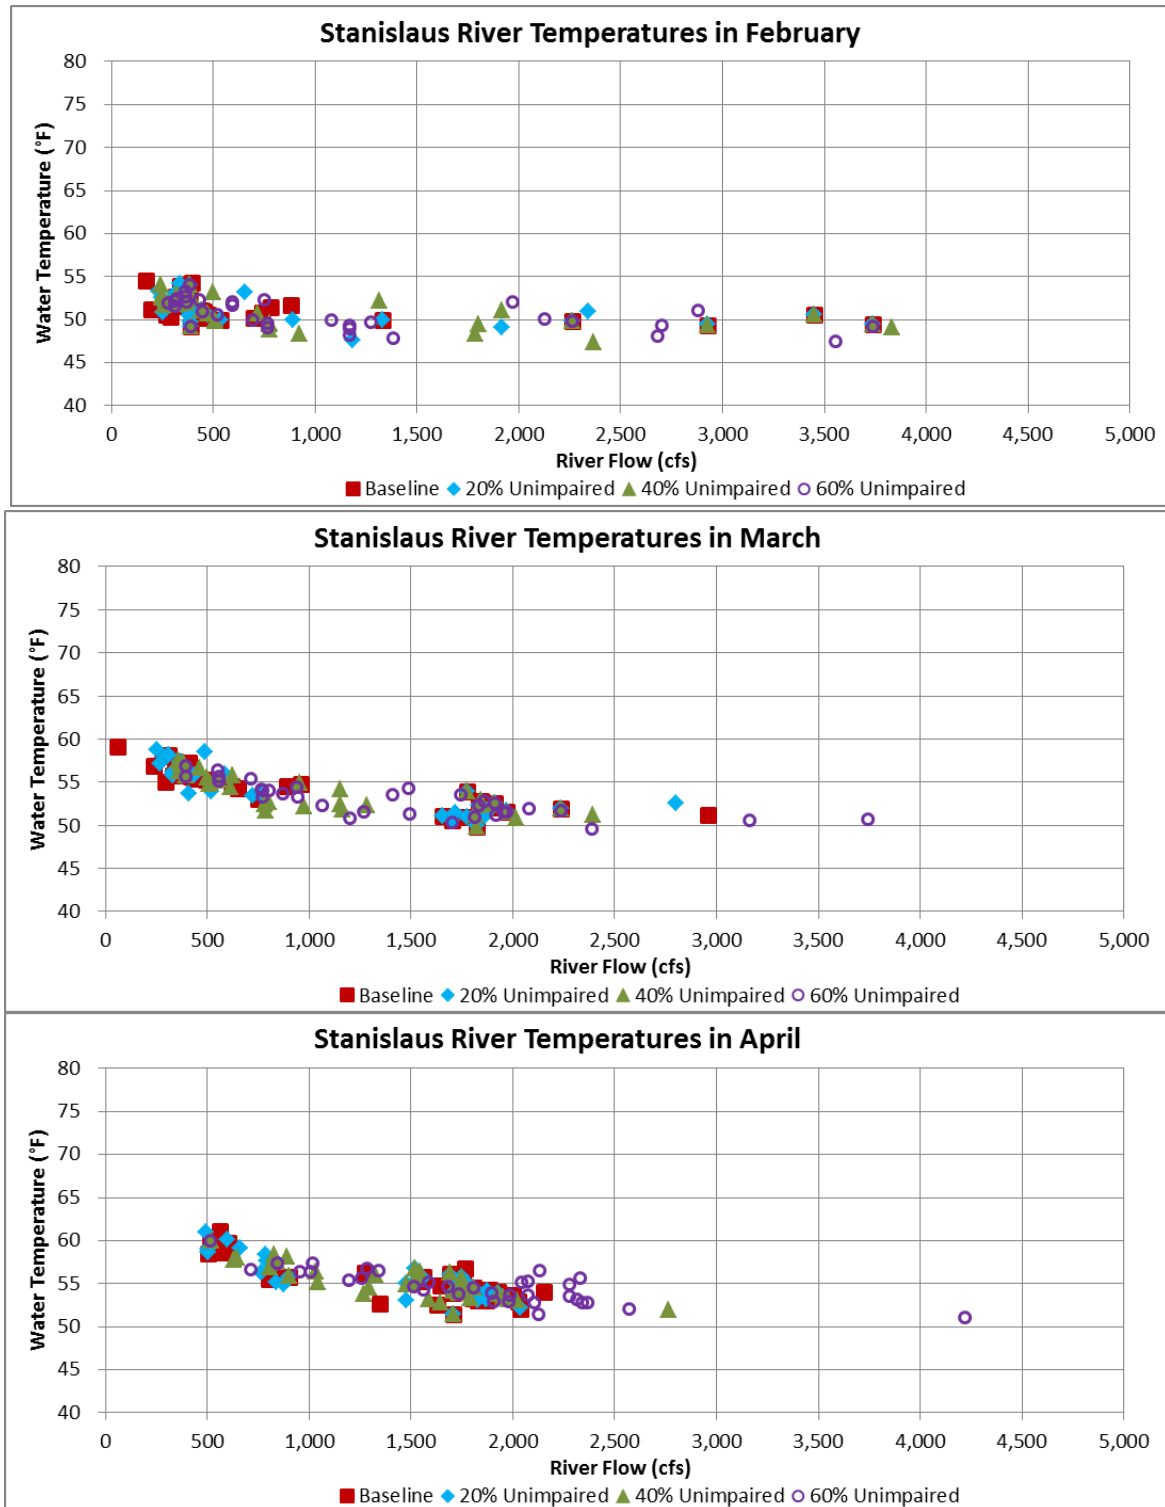 Stanislaus River Temperatures in February
Water Temperature (°F)
80
75
70
65
60
55
50
45
40
0 500 1,000 1,500 2,000 2,500 3,000 3,500 4,000 4,500 5,000
River Flow (cfs)
Baseline 20% Unimpaired 40% Unimpaired 60% Unimpaired
Stanislaus River Temperatures in March
Water Temperature (°F)
80
75
70
65
60
55
50
45
40
0 500 1,000 1,500 2,000 2,500 3,000 3,500 4,000 4,500 5,000
River Flow (cfs)
Baseline 20% Unimpaired 40% Unimpaired 60% Unimpaired
Stanislaus River Temperatures in April
Water Temperature (°F)
80
75
70
65
60
55
50
45
40
0 500 1,000 1,500 2,000 2,500 3,000 3,500 4,000 4,500 5,000
River Flow (cfs)
Baseline 20% Unimpaired 40% Unimpaired 60% Unimpaired